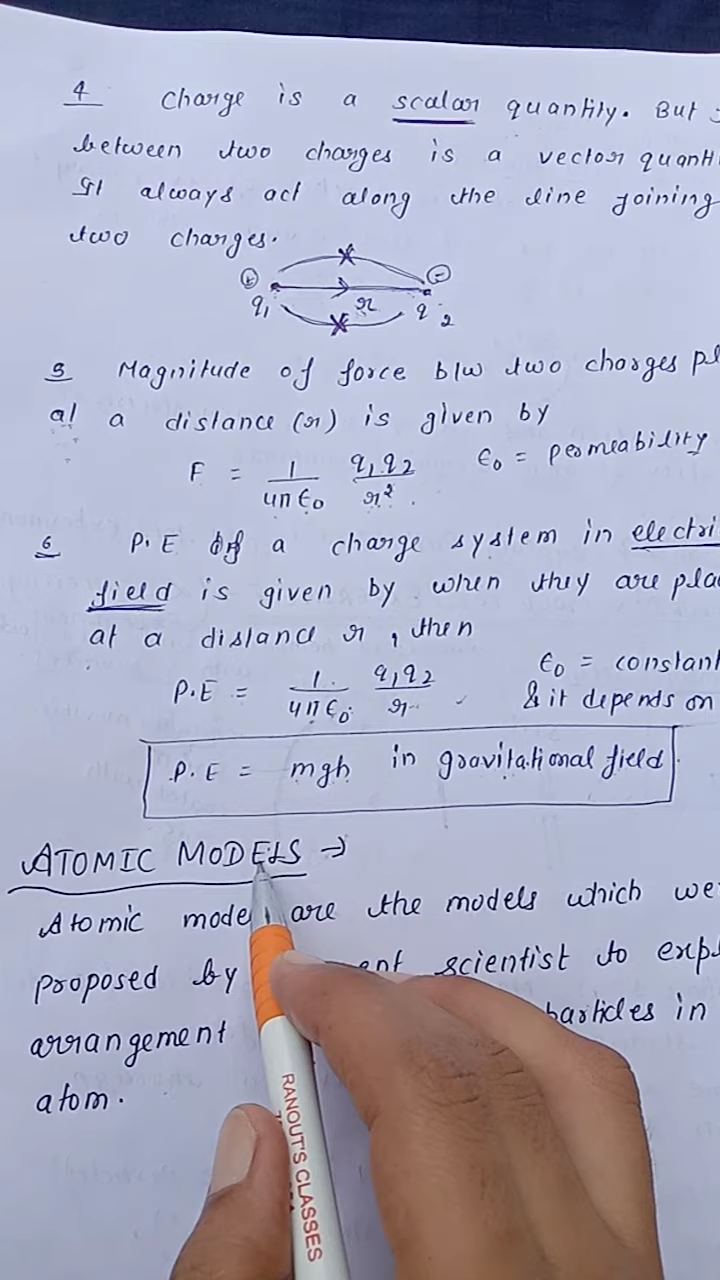 4 Charge is a scalar quantity. But
between two charges is a vector quanti
It always act along the line joining
two charges.
+ -
q1 r q2
5 Magnitude of force b/w two charges pl
at a distance (r) is given by
F = 1/4πϵ0 q1q2/r² ϵ0 = permeability
6 P.E of a charge system in electri
field is given by when they are pla
at a distanc r, then
P.E = 1/4πϵ0 q1q2/r ϵ0 = constant
& it depends on
P.E = mgh in gravitational field
ATOMIC MODELS →
Atomic mode are the models which we
proposed by ent scientist to expl
arrangement particles in
atom.
RANOUT'S CLASSES